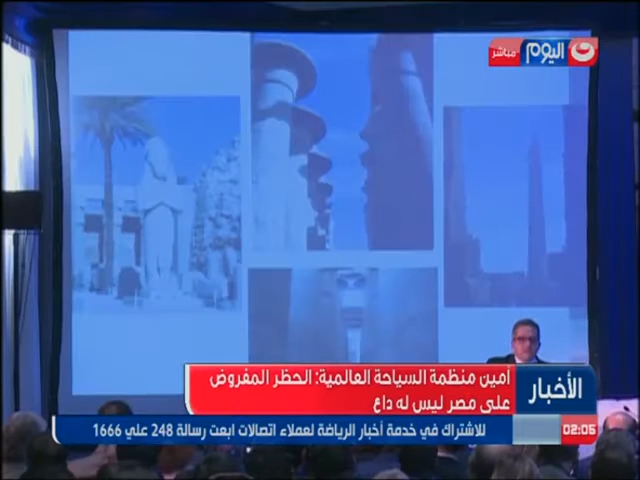 اليوم
مباشر
أمين منظمة السياحة العالمية: الحظر المفروض
على مصر ليس له داع
الأخبار
للاشتراك في خدمة أخبار الرياضة لعملاء اتصالات ابعت رسالة 248 علي 1666
02:05